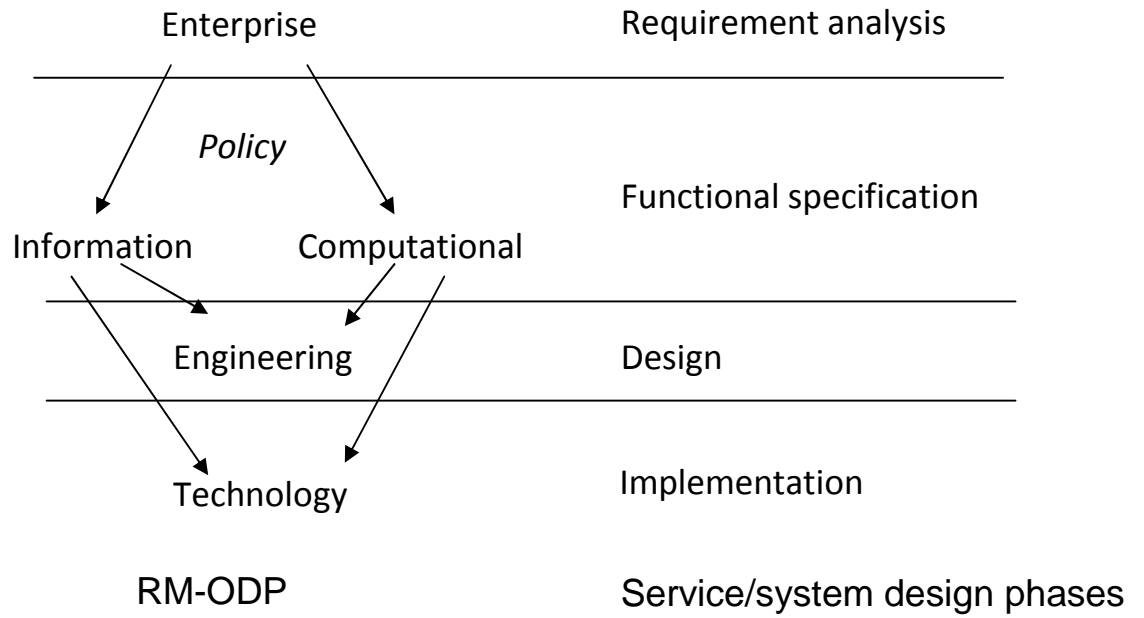 Enterprise
Requirement analysis
Policy
Functional specification
Information
Computational
Engineering
Design
Technology
Implementation
RM-ODP
Service/system design phases